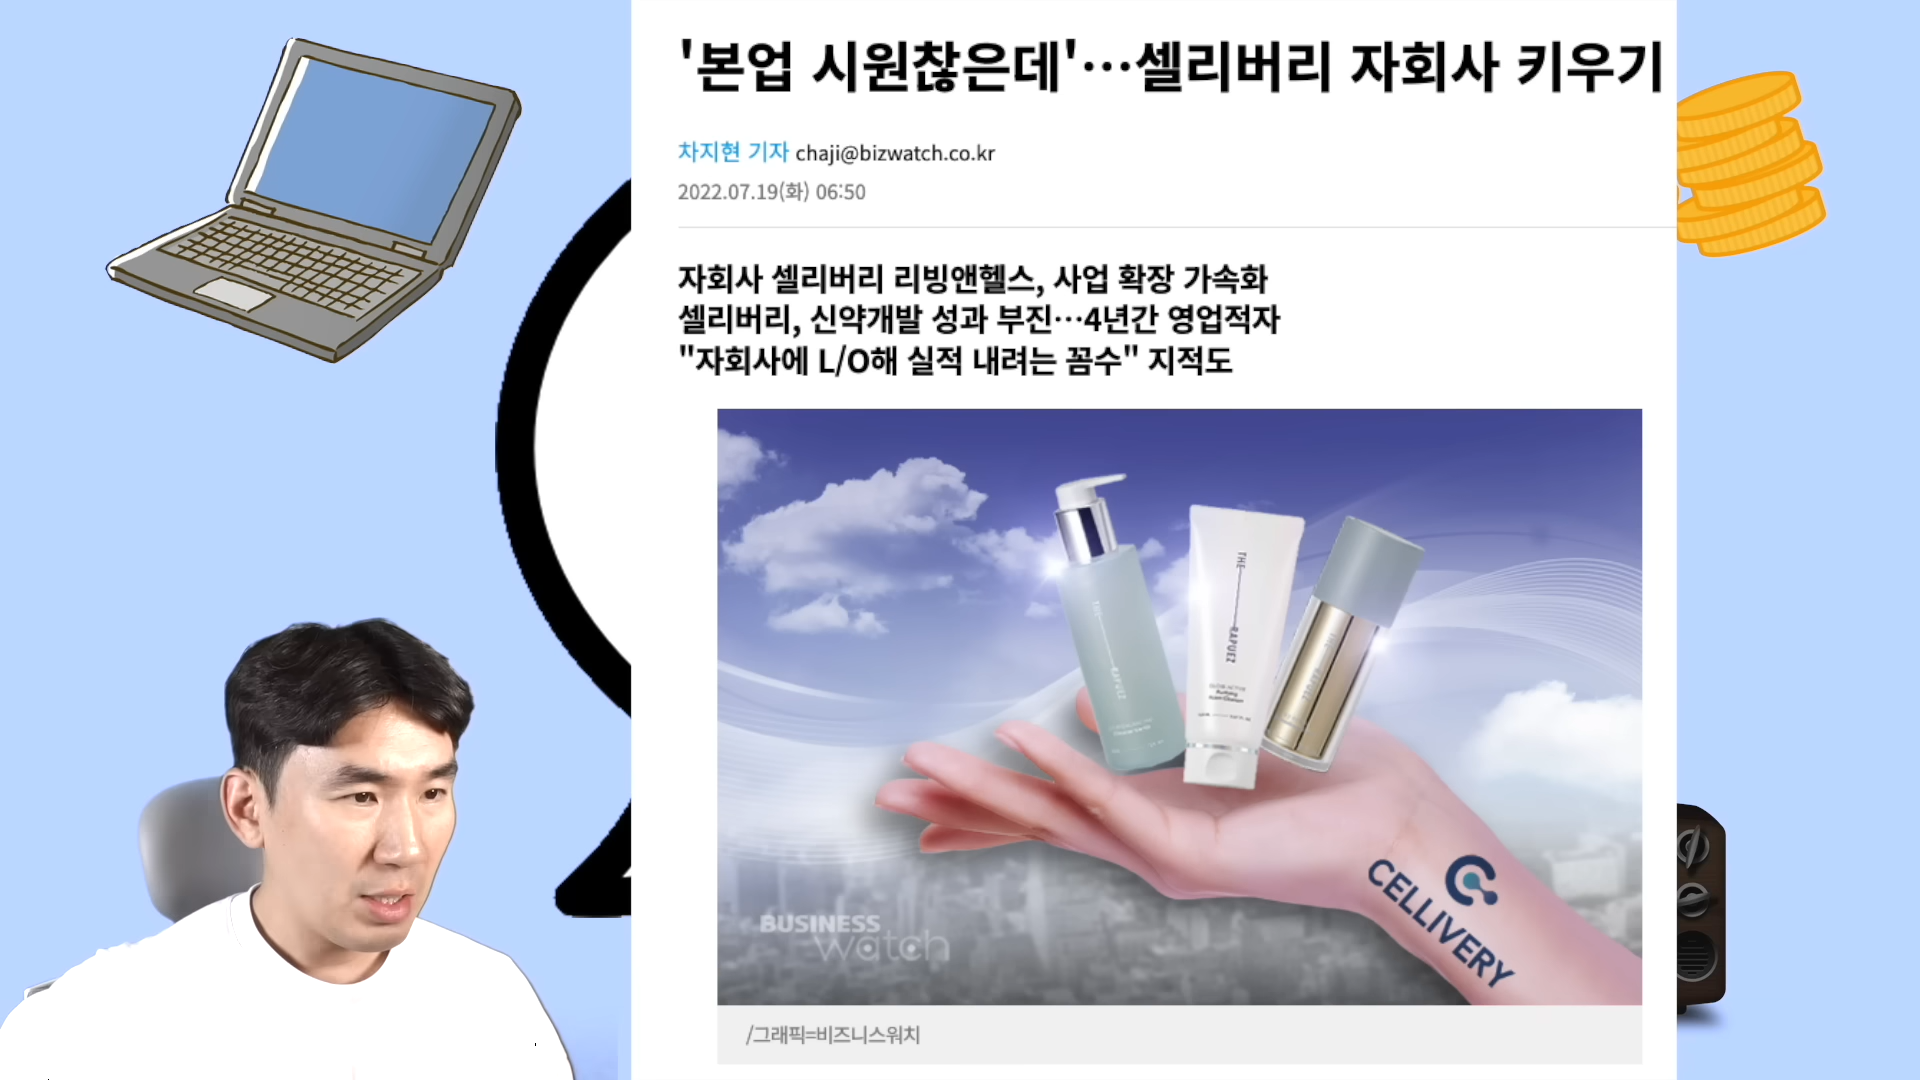 '본업 시원찮은데'…셀리버리 자회사 키우기
차지현 기자 chaji@bizwatch.co.kr
2022.07.19(화) 06:50
자회사 셀리버리 리빙앤헬스, 사업 확장 가속화
셀리버리, 신약개발 성과 부진…4년간 영업적자
"자회사에 L/O해 실적 내려는 꼼수" 지적도
THE RAPUEZ
CELLIVERY
BUSINESS
watch
/그래픽=비즈니스워치